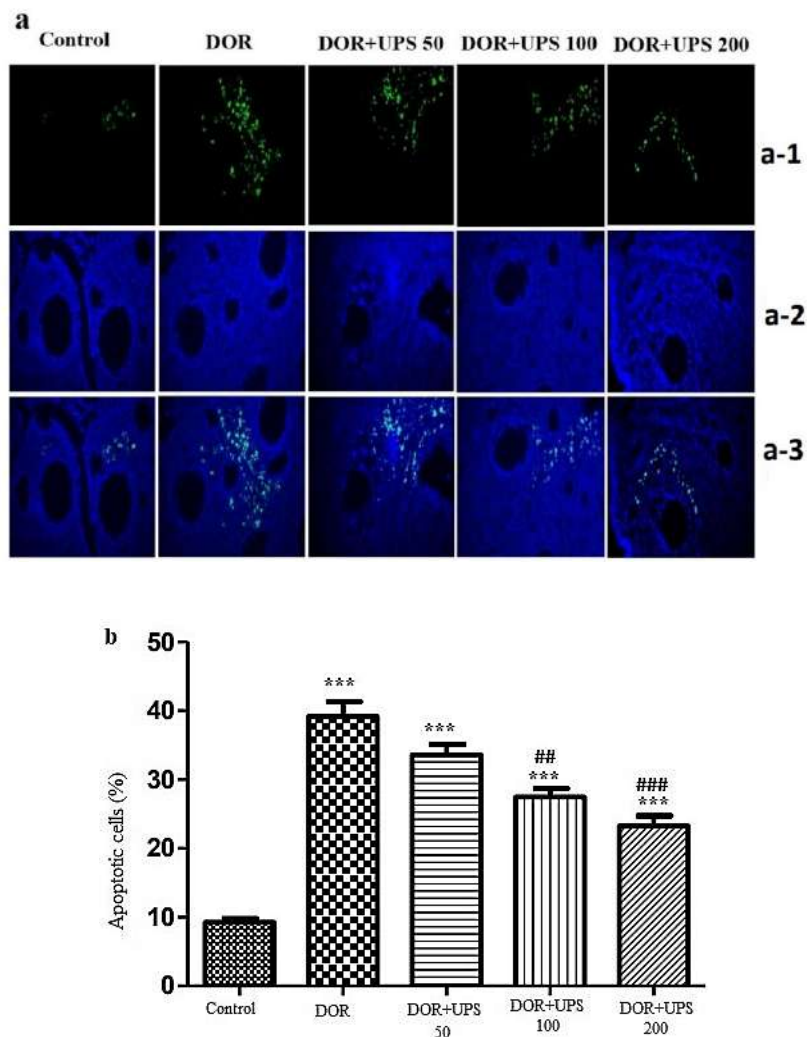 a
Control DOR DOR+UPS 50 DOR+UPS 100 DOR+UPS 200
a-1
a-2
a-3
b
50
40
30
20
10
0
Apoptotic cells (%)
***
***
##
***
###
***
Control DOR DOR+UPS 50 DOR+UPS 100 DOR+UPS 200